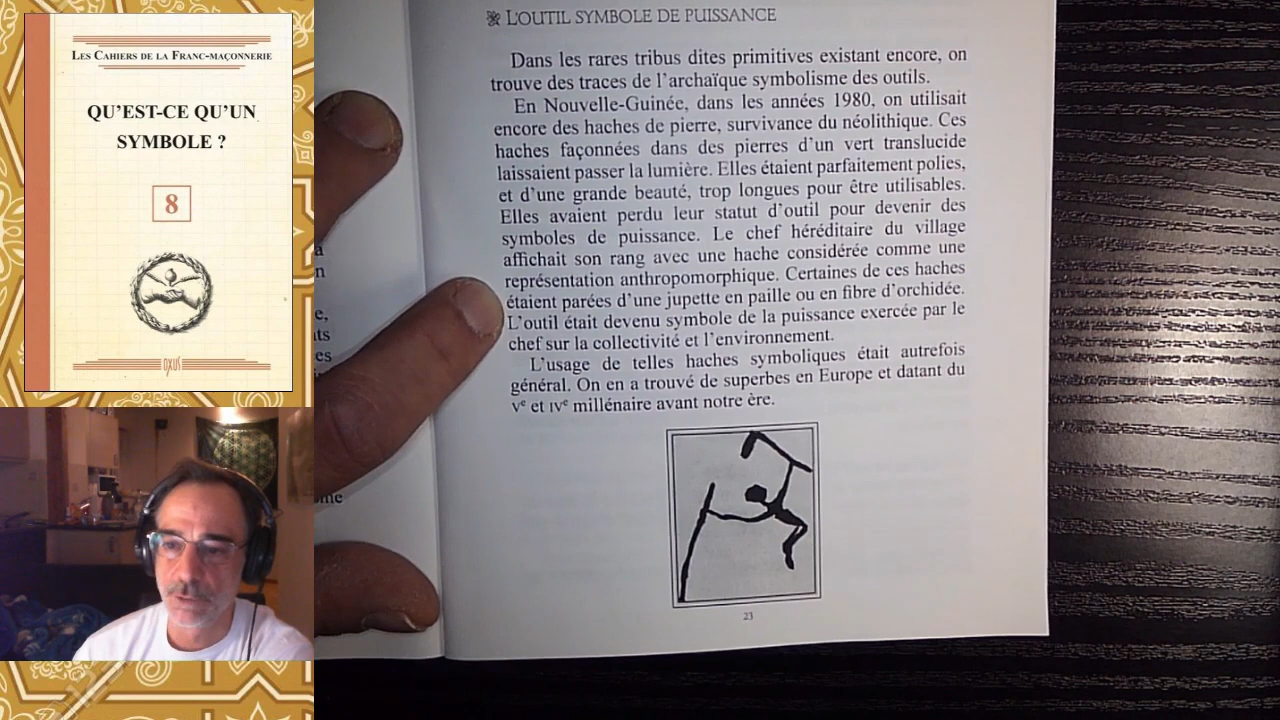 LES CAHIERS DE LA FRANC-MAÇONNERIE
QU'EST-CE QU'UN
SYMBOLE ?
8
OXUS
L'OUTIL SYMBOLE DE PUISSANCE
Dans les rares tribus dites primitives existant encore, on
trouve des traces de l'archaïque symbolisme des outils.
En Nouvelle-Guinée, dans les années 1980, on utilisait
encore des haches de pierre, survivance du néolithique. Ces
haches façonnées dans des pierres d'un vert translucide
laissaient passer la lumière. Elles étaient parfaitement polies,
et d'une grande beauté, trop longues pour être utilisables.
Elles avaient perdu leur statut d'outil pour devenir des
symboles de puissance. Le chef héréditaire du village
affichait son rang avec une hache considérée comme une
représentation anthropomorphique. Certaines de ces haches
étaient parées d'une jupette en paille ou en fibre d'orchidée.
L'outil était devenu symbole de la puissance exercée par le
chef sur la collectivité et l'environnement.
L'usage de telles haches symboliques était autrefois
général. On en a trouvé de superbes en Europe et datant du
Ve et IVe millénaire avant notre ère.
23